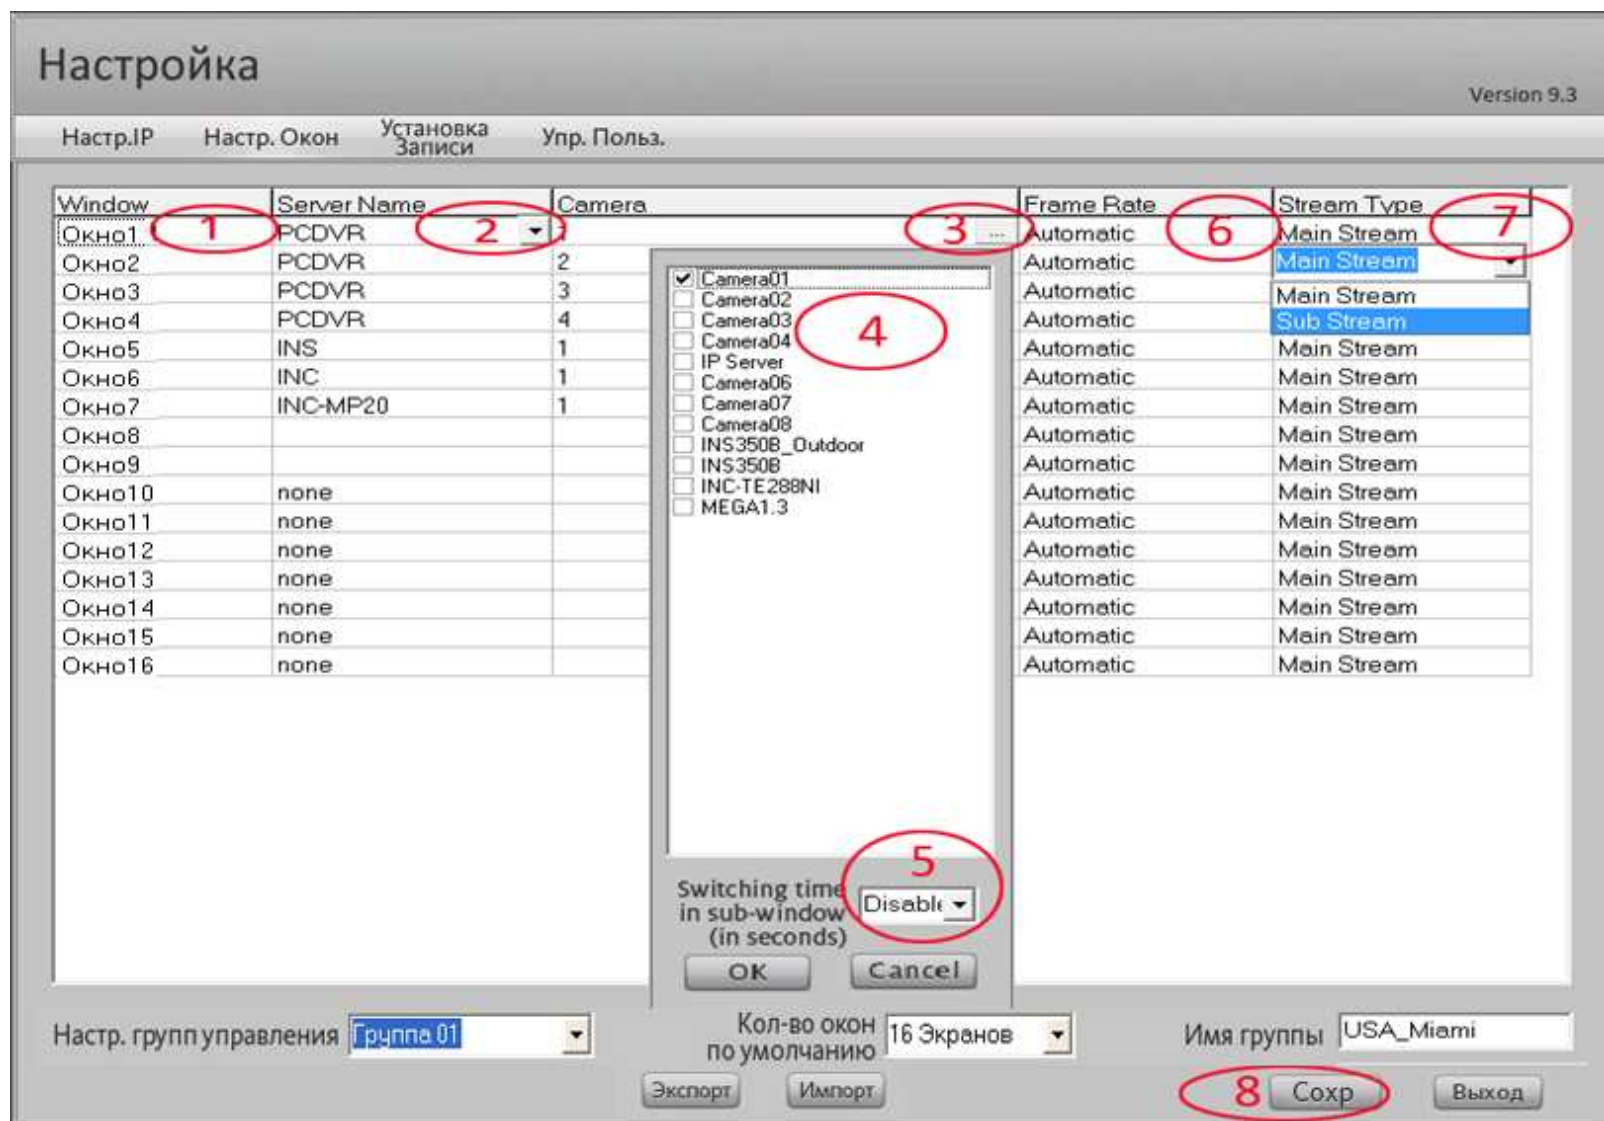 Настройка
Version 9.3
Настр.IP Настр. Окон Установка Записи Упр. Польз.
Window Server Name Camera Frame Rate Stream Type
Окно1 1 PCDVR 2 1 3 ... Automatic 6 Main Stream 7
Окно2 PCDVR 2 Automatic Main Stream
Окно3 PCDVR 3 Automatic Main Stream
Окно4 PCDVR 4 Automatic Sub Stream
Окно5 INS 1 Automatic Main Stream
Окно6 INC 1 Automatic Main Stream
Окно7 INC-MP20 1 Automatic Main Stream
Окно8 Automatic Main Stream
Окно9 Automatic Main Stream
Окно10 none Automatic Main Stream
Окно11 none Automatic Main Stream
Окно12 none Automatic Main Stream
Окно13 none Automatic Main Stream
Окно14 none Automatic Main Stream
Окно15 none Automatic Main Stream
Окно16 none Automatic Main Stream
Camera01
Camera02
Camera03
Camera04
4
IP Server
Camera06
Camera07
Camera08
INS350B_Outdoor
INS350B
INC-TE288NI
MEGA1.3
5
Switching time
in sub-window
(in seconds)
Disable
OK Cancel
Настр. групп управления Группа 01
Кол-во окон
по умолчанию
16 Экранов
Имя группы USA_Miami
Экспорт Импорт 8 Сохр Выход